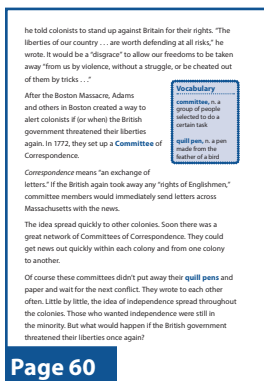 he told colonists to stand up against Britain for their rights. "The
liberties of our country . . . are worth defending at all risks," he
wrote. It would be a "disgrace" to allow our freedoms to be taken
away "from us by violence, without a struggle, or be cheated out
of them by tricks . . ."
After the Boston Massacre, Adams
and others in Boston created a way to
alert colonists if (or when) the British
government threatened their liberties
again. In 1772, they set up a Committee of
Correspondence.
Vocabulary
committee, n. a
group of people
selected to do a
certain task
quill pen, n. a pen
made from the
feather of a bird
Correspondence means "an exchange of
letters." If the British again took away any "rights of Englishmen,"
committee members would immediately send letters across
Massachusetts with the news.
The idea spread quickly to other colonies. Soon there was a
great network of Committees of Correspondence. They could
get news out quickly within each colony and from one colony
to another.
Of course these committees didn't put away their quill pens and
paper and wait for the next conflict. They wrote to each other
often. Little by little, the idea of independence spread throughout
the colonies. Those who wanted independence were still in
the minority. But what would happen if the British government
threatened their liberties once again?
Page 60